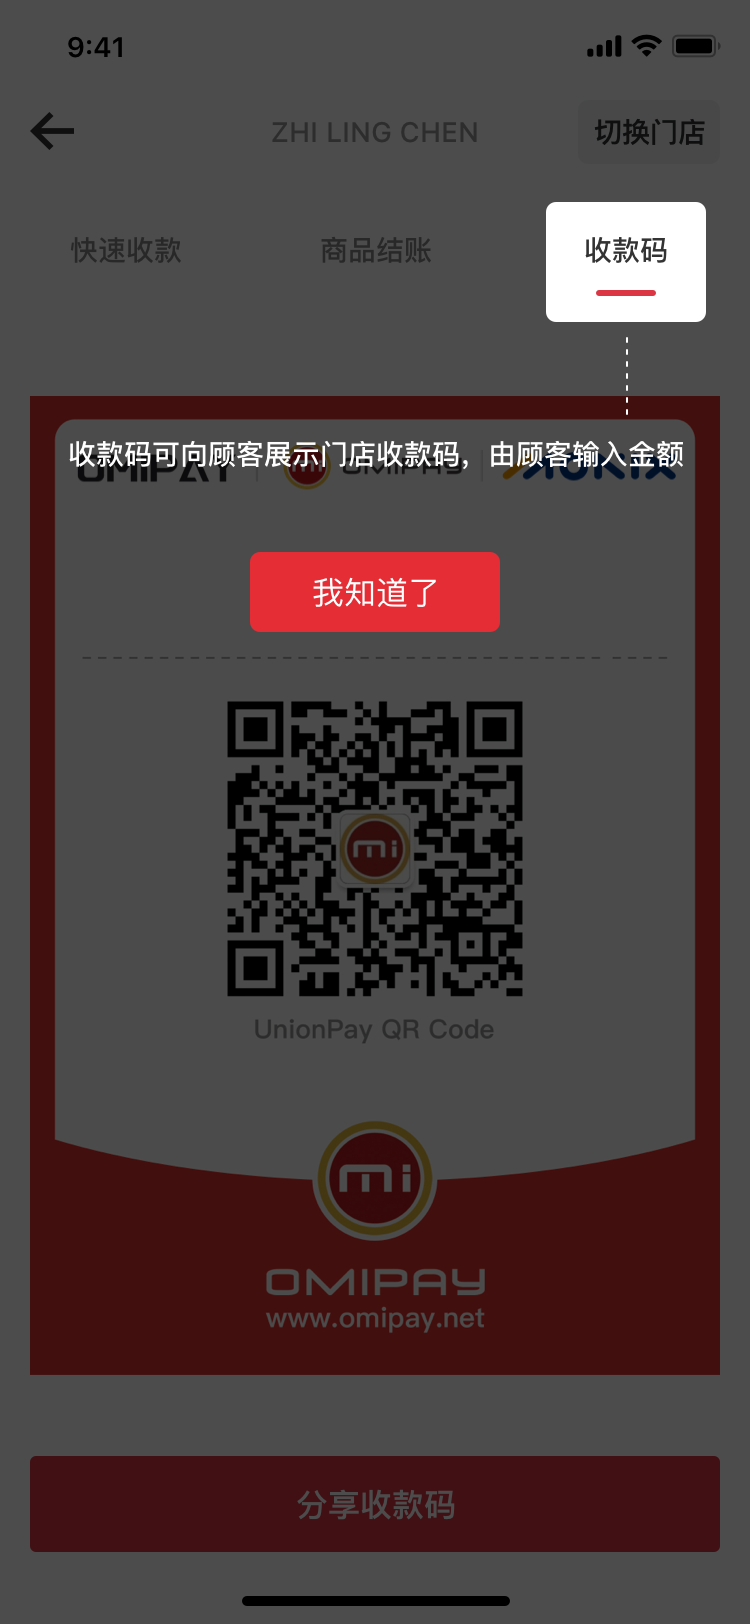 9:41
ZHI LING CHEN
切换门店
快速收款
商品结账
收款码
收款码可向顾客展示门店收款码，由顾客输入金额
OMIPAY
mi OMIPAY
我知道了
mi
UnionPay QR Code
mi
OMIPAY
www.omipay.net
分享收款码